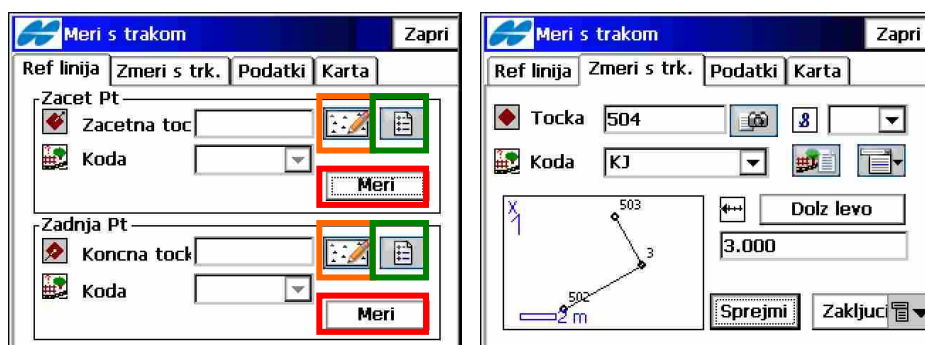 Meri s trakom
Zapri
Ref linija
Zmeri s trk.
Podatki
Karta
Zacet Pt
Zacetna toc
Koda
Meri
Zadnja Pt
Koncna tock
Koda
Meri
Meri s trakom
Zapri
Ref linija
Zmeri s trk.
Podatki
Karta
Tocka
504
Koda
KJ
X
503
3
502
2 m
Dolz levo
3.000
Sprejmi
Zakljuci